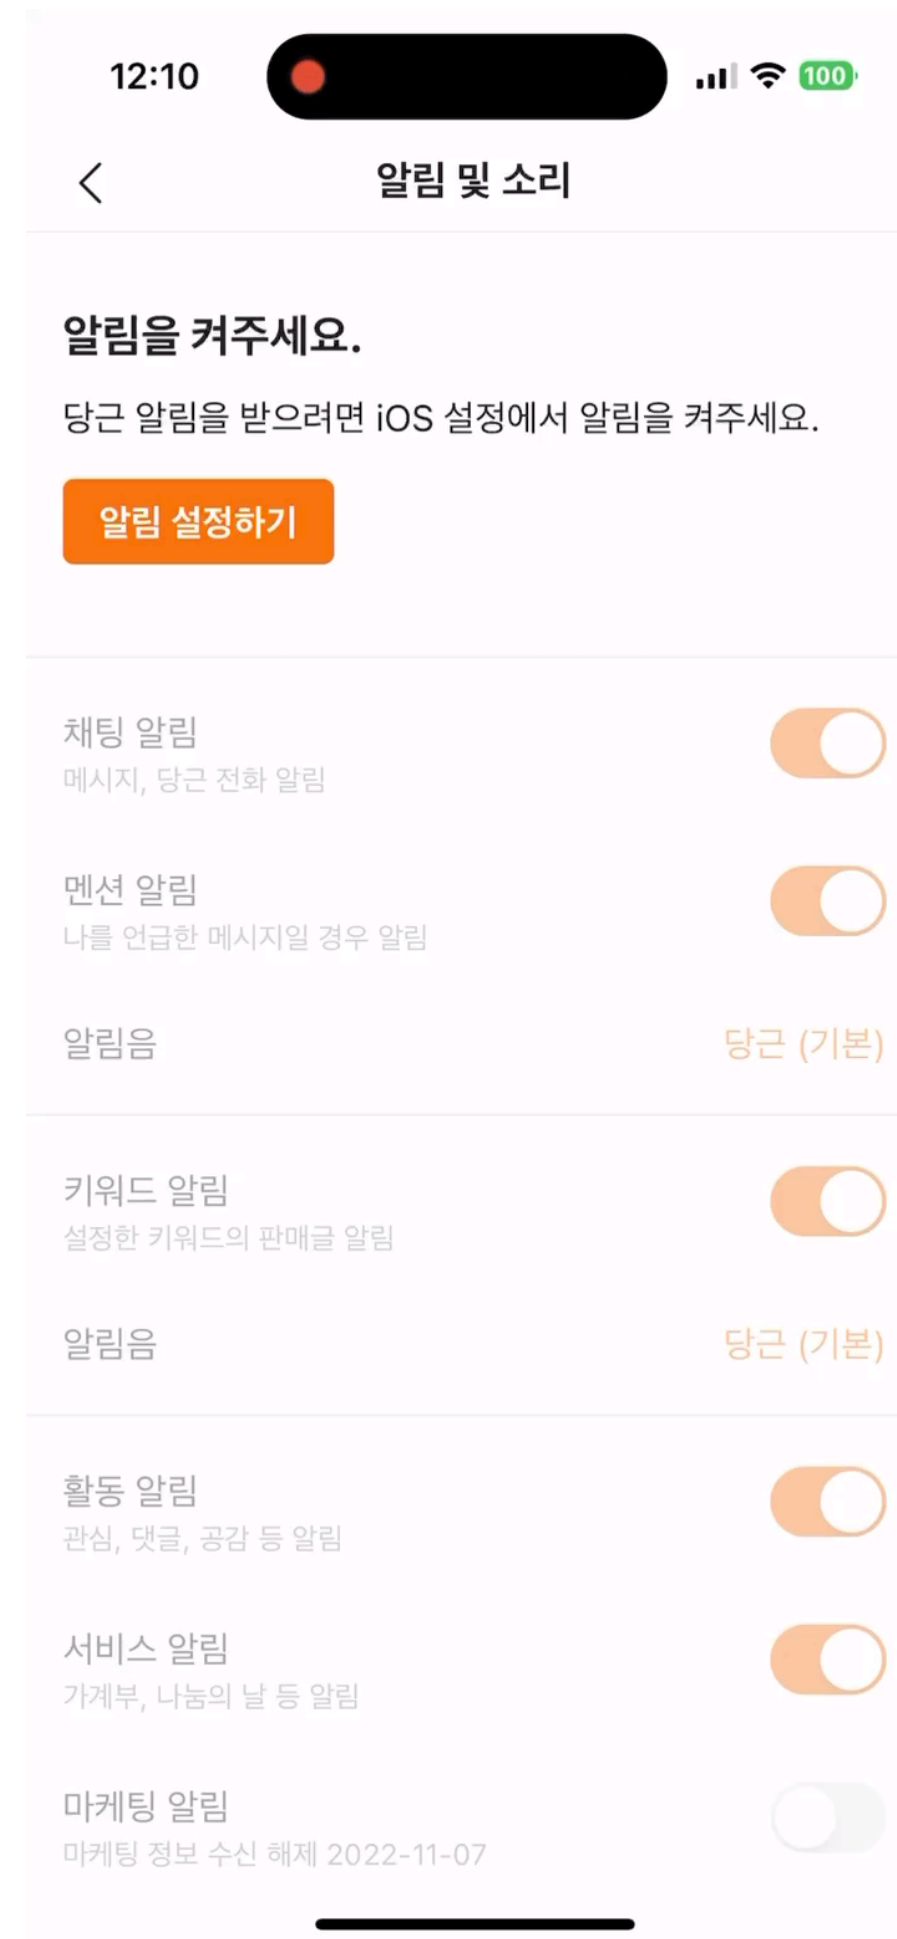 12:10
100
알림 및 소리
알림을 켜주세요.
당근 알림을 받으려면 iOS 설정에서 알림을 켜주세요.
알림 설정하기
채팅 알림
메시지, 당근 전화 알림
멘션 알림
나를 언급한 메시지일 경우 알림
알림음 당근 (기본)
키워드 알림
설정한 키워드의 판매글 알림
알림음 당근 (기본)
활동 알림
관심, 댓글, 공감 등 알림
서비스 알림
가계부, 나눔의 날 등 알림
마케팅 알림
마케팅 정보 수신 해제 2022-11-07